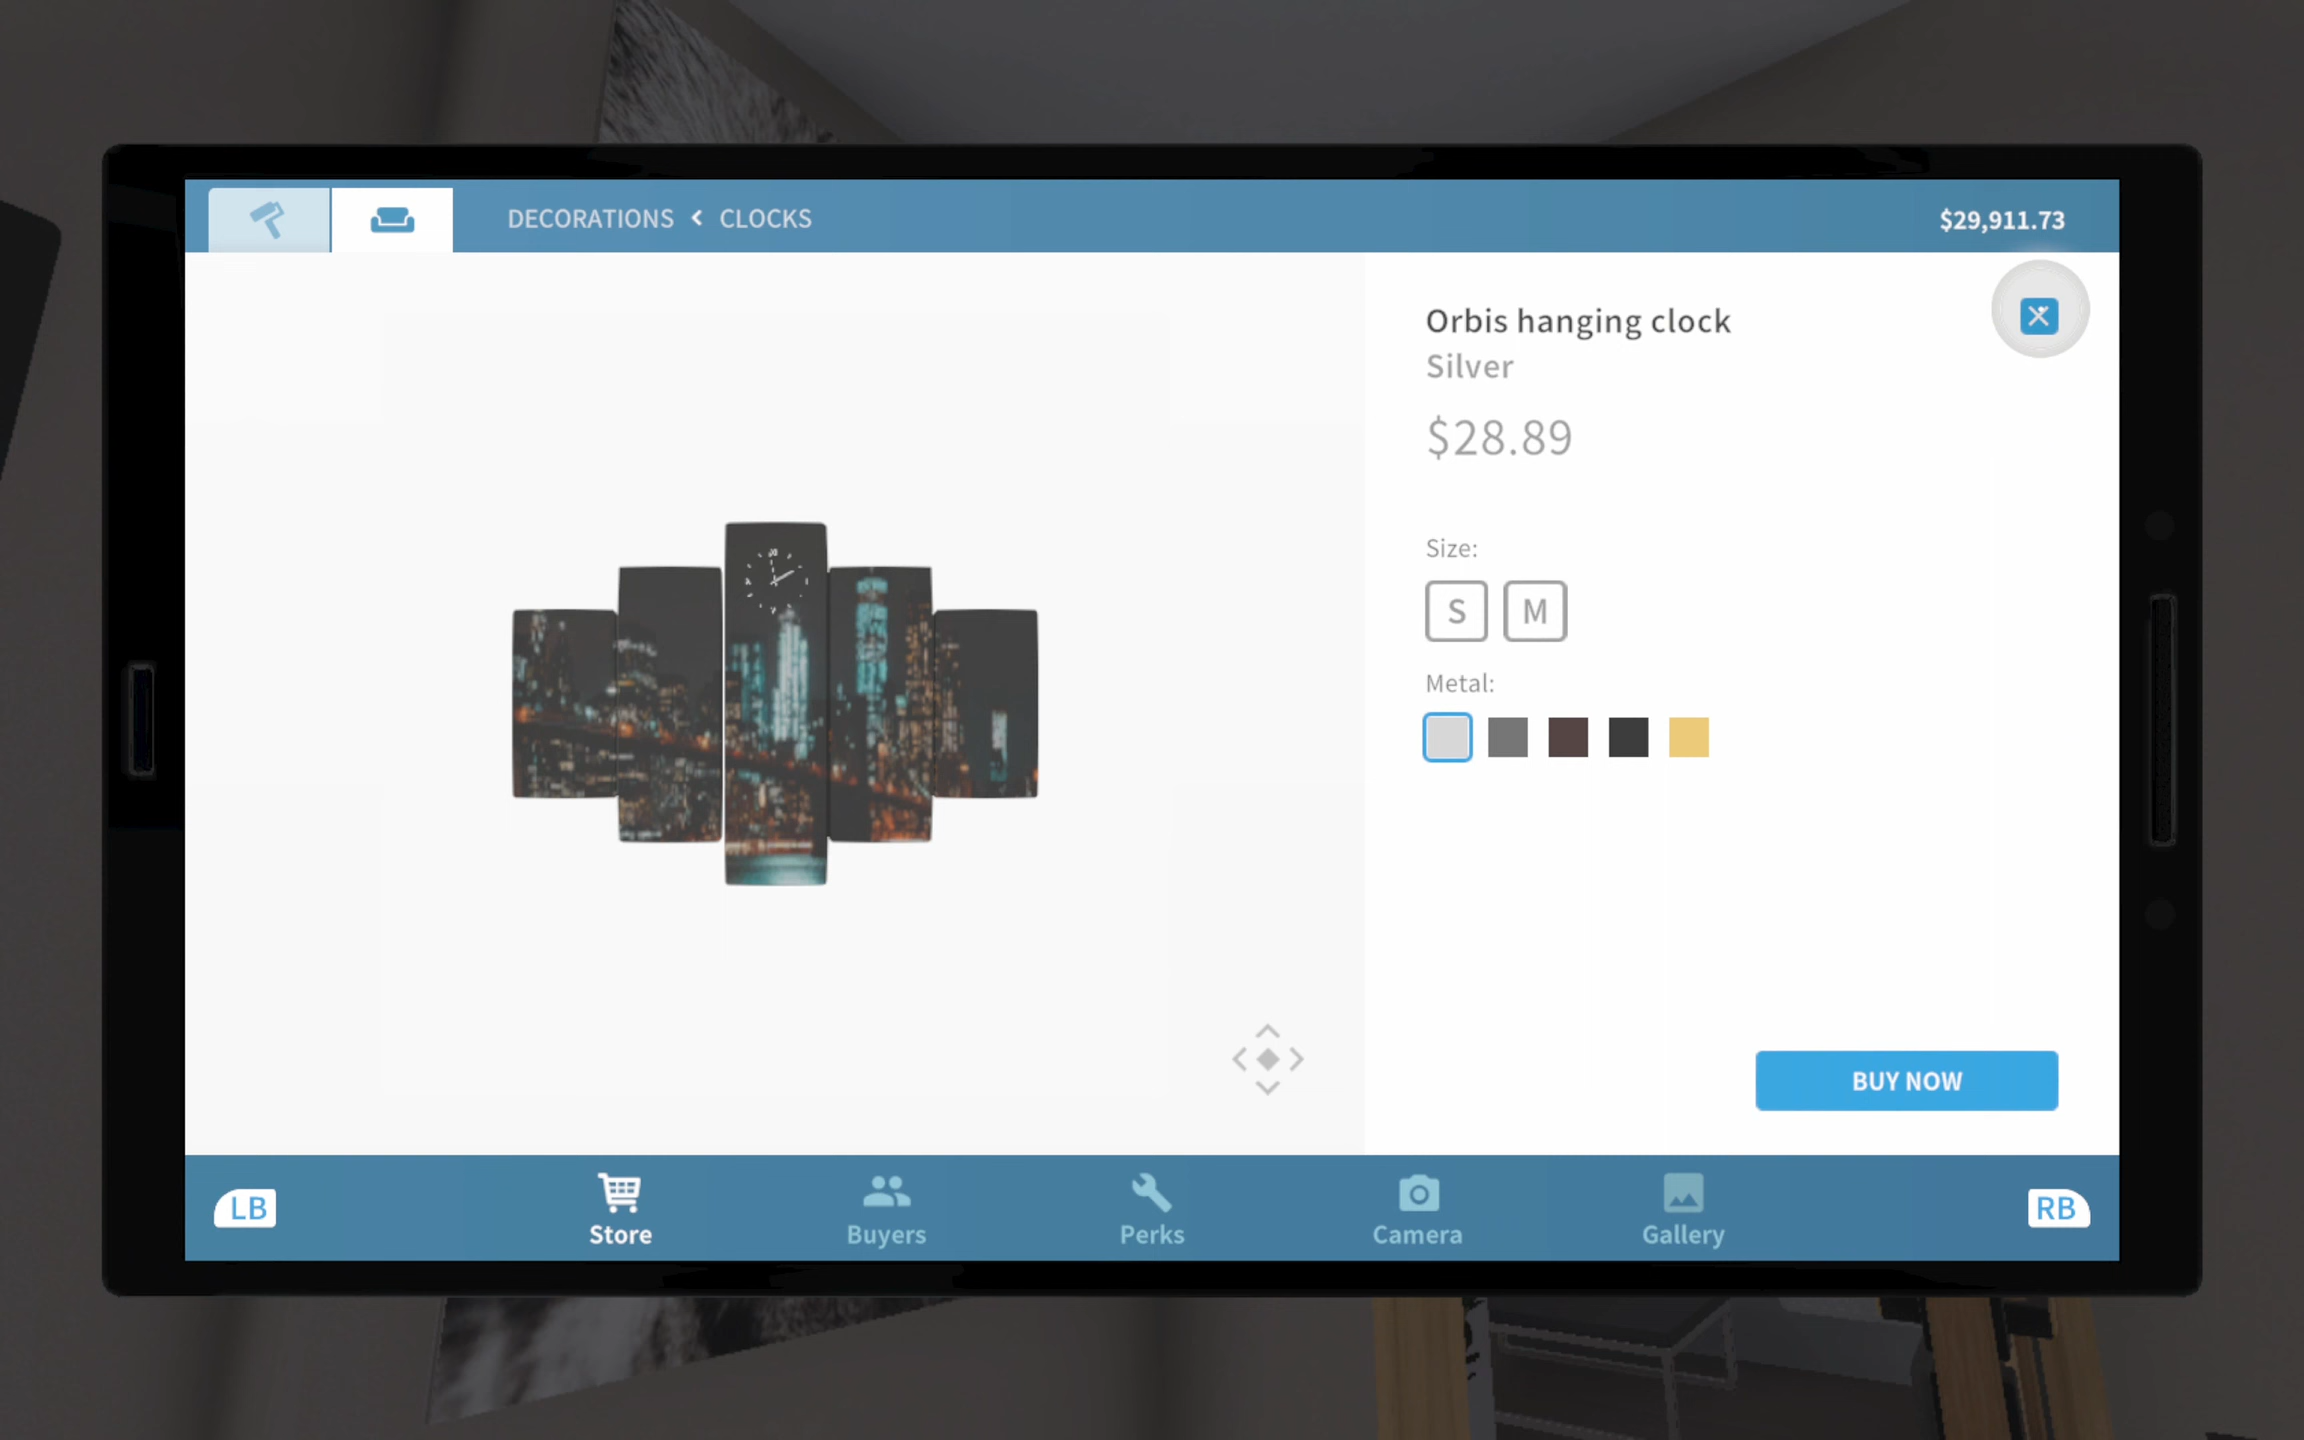 DECORATIONS < CLOCKS
$29,911.73
Orbis hanging clock
Silver
$28.89
Size:
S M
Metal:
BUY NOW
LB
Store
Buyers
Perks
Camera
Gallery
RB